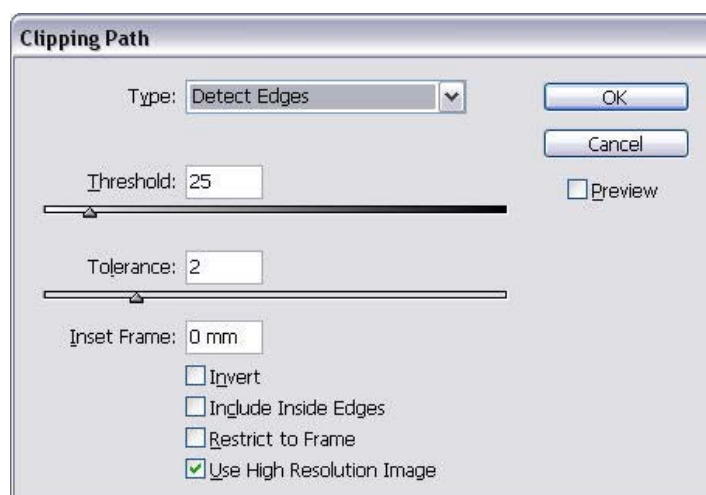 Clipping Path
Type: Detect Edges
OK
Cancel
Threshold: 25
Preview
Tolerance: 2
Inset Frame: 0 mm
Invert
Include Inside Edges
Restrict to Frame
Use High Resolution Image